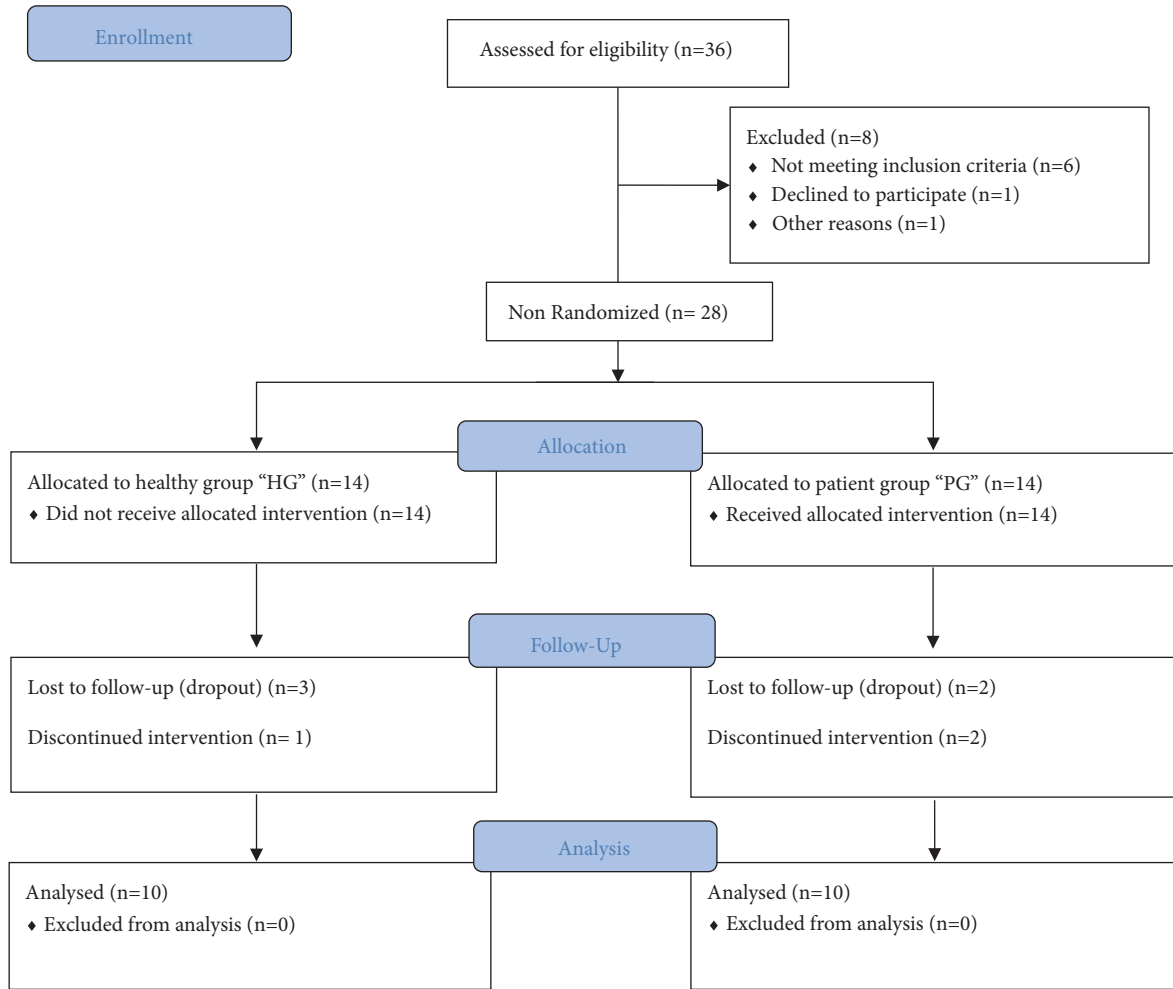 Enrollment
Assessed for eligibility (n=36)
Excluded (n=8)
♦ Not meeting inclusion criteria (n=6)
♦ Declined to participate (n=1)
♦ Other reasons (n=1)
Non Randomized (n= 28)
Allocation
Allocated to healthy group “HG” (n=14)
♦ Did not receive allocated intervention (n=14)
Allocated to patient group “PG” (n=14)
♦ Received allocated intervention (n=14)
Follow-Up
Lost to follow-up (dropout) (n=3)
Discontinued intervention (n= 1)
Lost to follow-up (dropout) (n=2)
Discontinued intervention (n=2)
Analysis
Analysed (n=10)
♦ Excluded from analysis (n=0)
Analysed (n=10)
♦ Excluded from analysis (n=0)